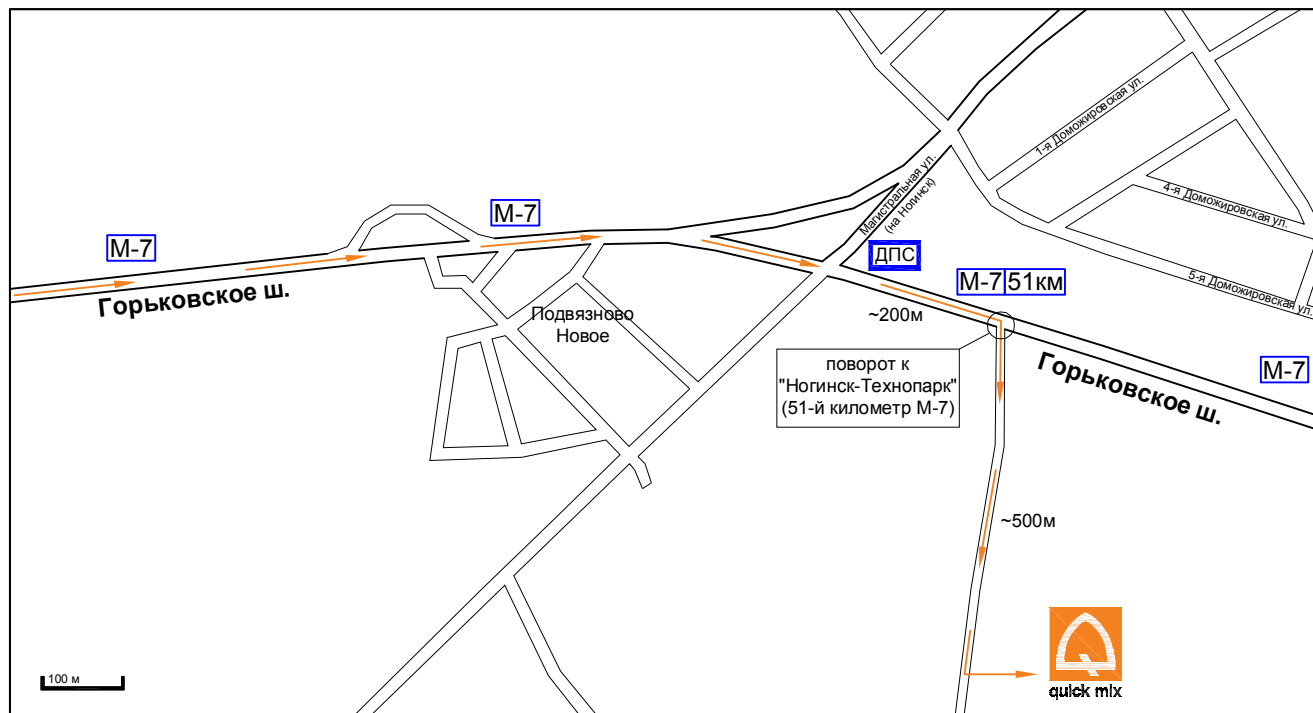 1-я Доможировская ул.
Магистральная ул.
(на Ногинск)
4-я Доможировская ул.
М-7
М-7
ДПС
5-я Доможировская ул.
М-7 51км
Горьковское ш.
Подвязново
Новое
~200м
поворот к
"Ногинск-Технопарк"
(51-й километр М-7)
Горьковское ш.
М-7
~500м
100 м
quick mix